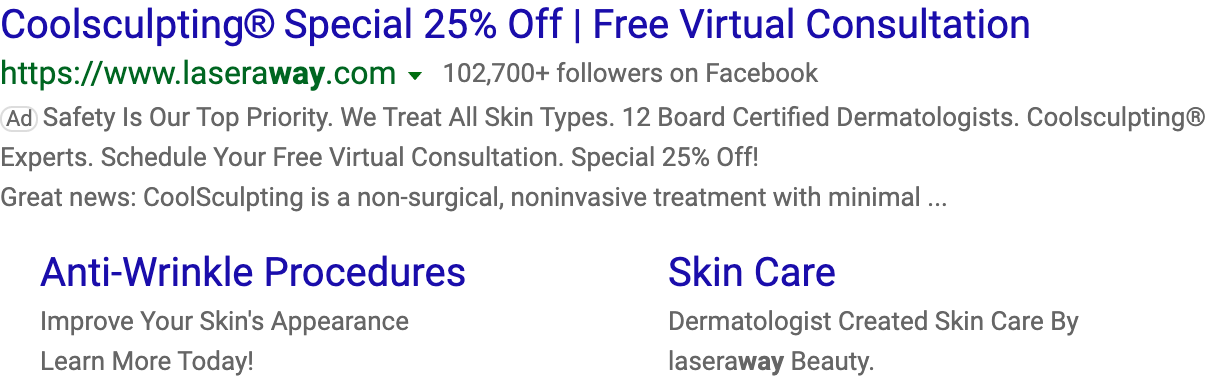 Coolsculpting® Special 25% Off | Free Virtual Consultation
https://www.laseraway.com 102,700+ followers on Facebook
Ad Safety Is Our Top Priority. We Treat All Skin Types. 12 Board Certified Dermatologists. Coolsculpting®
Experts. Schedule Your Free Virtual Consultation. Special 25% Off!
Great news: CoolSculpting is a non-surgical, noninvasive treatment with minimal ...
Anti-Wrinkle Procedures
Improve Your Skin's Appearance
Learn More Today!
Skin Care
Dermatologist Created Skin Care By
laseraway Beauty.